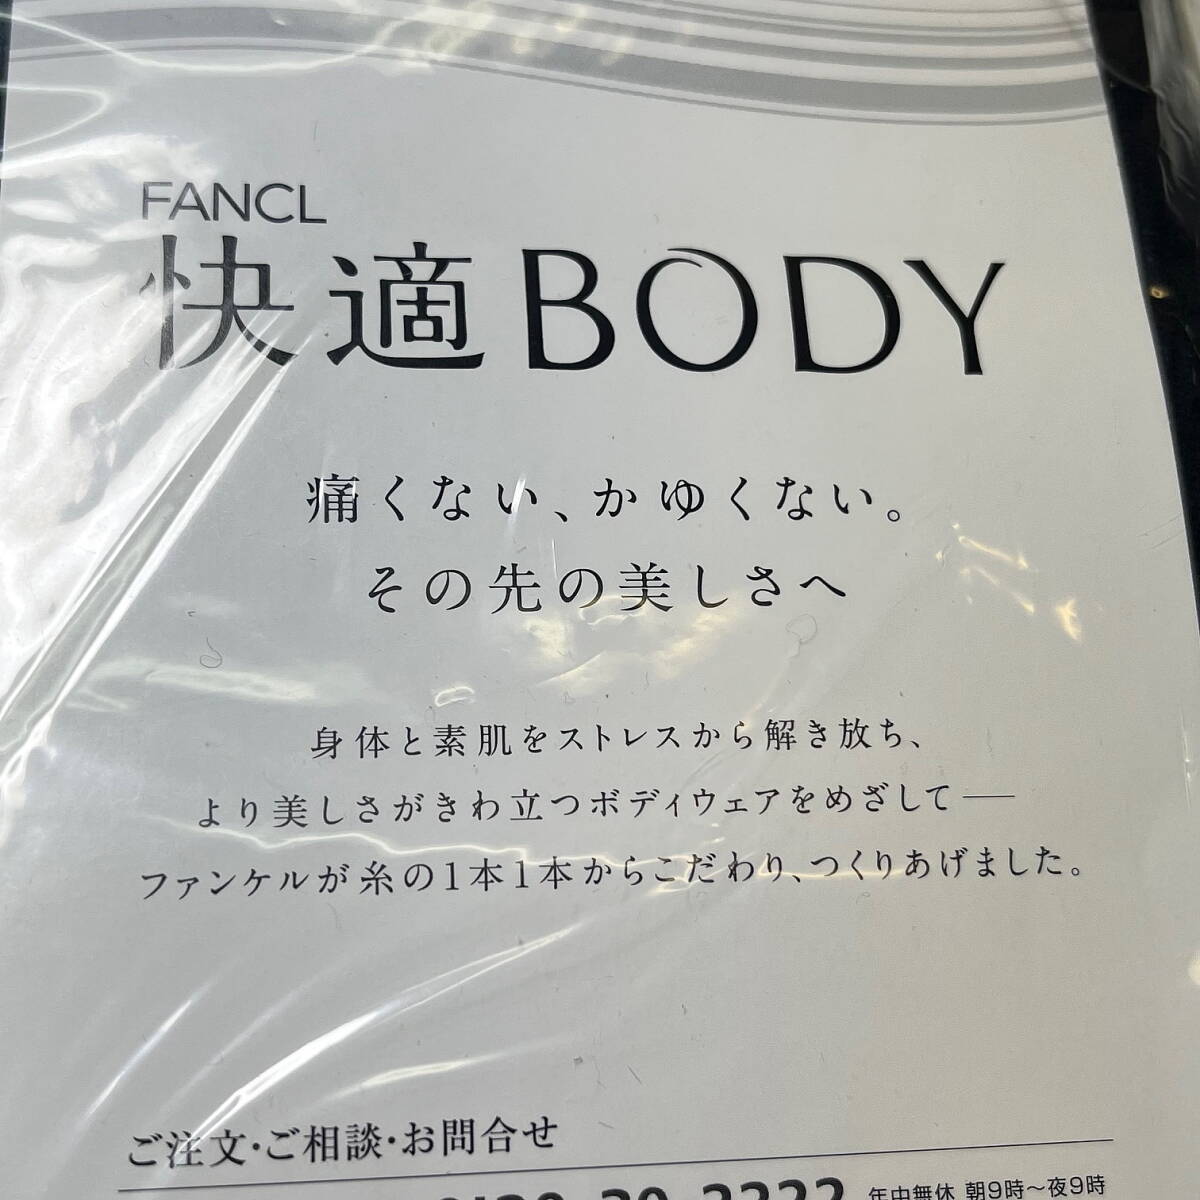 FANCL
快適BODY
痛くない、かゆくない。
その先の美しさへ
身体と素肌をストレスから解き放ち、
より美しさがきわ立つボディウェアをめざして──
ファンケルが糸の1本1本からこだわり、つくりあげました。
ご注文・ご相談・お問合せ
年中無休 朝9時～夜9時